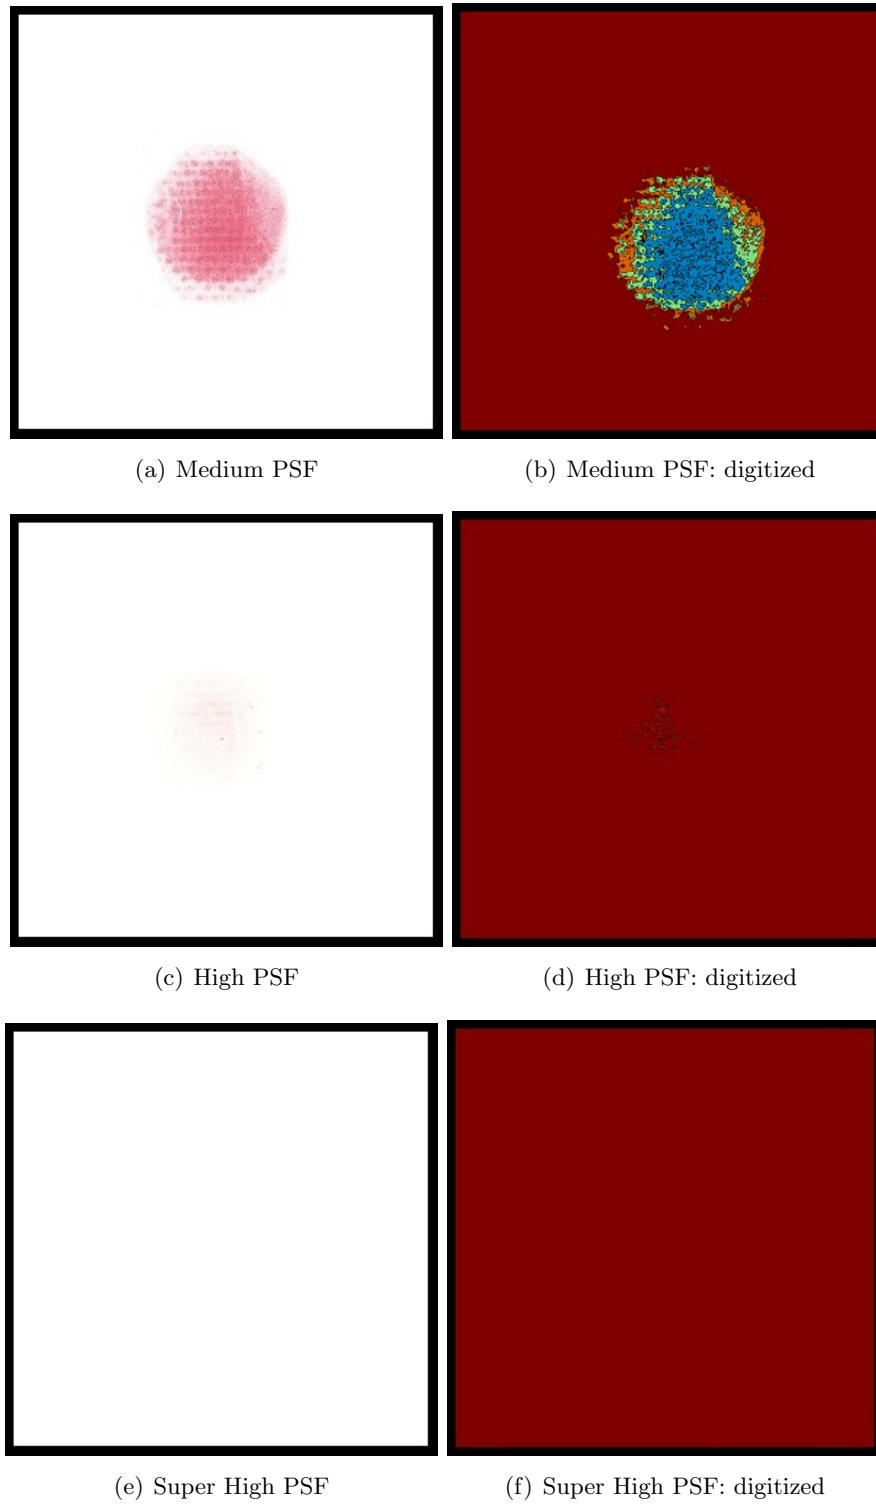 (a) Medium PSF
(b) Medium PSF: digitized
(c) High PSF
(d) High PSF: digitized
(e) Super High PSF
(f) Super High PSF: digitized